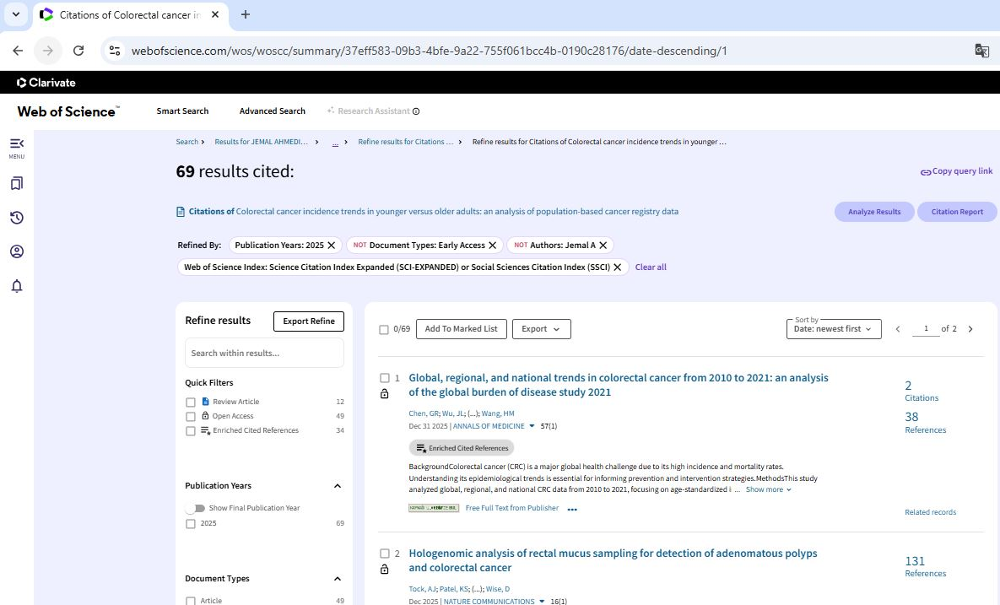 Citations of Colorectal cancer in
webofscience.com/wos/woscc/summary/37eff583-09b3-4bfe-9a22-755f061bcc4b-0190c28176/date-descending/1
Clarivate
Web of Science™
Smart Search
Advanced Search
Research Assistant
MENU
Search > Results for JEMAL AHMEDI... > ... > Refine results for Citations ... > Refine results for Citations of Colorectal cancer incidence trends in younger ...
69 results cited:
Copy query link
Citations of Colorectal cancer incidence trends in younger versus older adults: an analysis of population-based cancer registry data
Analyze Results
Citation Report
Refined By:
Publication Years: 2025
NOT Document Types: Early Access
NOT Authors: Jemal A
Web of Science Index: Science Citation Index Expanded (SCI-EXPANDED) or Social Sciences Citation Index (SSCI)
Clear all
Refine results
Export Refine
Search within results...
Quick Filters
Review Article 12
Open Access 49
Enriched Cited References 34
Publication Years
Show Final Publication Year
2025 69
Document Types
Article 49
0/69
Add To Marked List
Export
Sort by
Date: newest first
1 of 2
1
Global, regional, and national trends in colorectal cancer from 2010 to 2021: an analysis
of the global burden of disease study 2021
Chen, GR; Wu, JL; (...); Wang, HM
Dec 31 2025 | ANNALS OF MEDICINE 57(1)
Enriched Cited References
BackgroundColorectal cancer (CRC) is a major global health challenge due to its high incidence and mortality rates.
Understanding its epidemiological trends is essential for informing prevention and intervention strategies.MethodsThis study
analyzed global, regional, and national CRC data from 2010 to 2021, focusing on age-standardized i ... Show more
Free Full Text from Publisher
2
Citations
38
References
Related records
2
Hologenomic analysis of rectal mucus sampling for detection of adenomatous polyps
and colorectal cancer
Tock, AJ; Patel, KS; (...); Wise, D
Dec 2025 | NATURE COMMUNICATIONS 16(1)
131
References